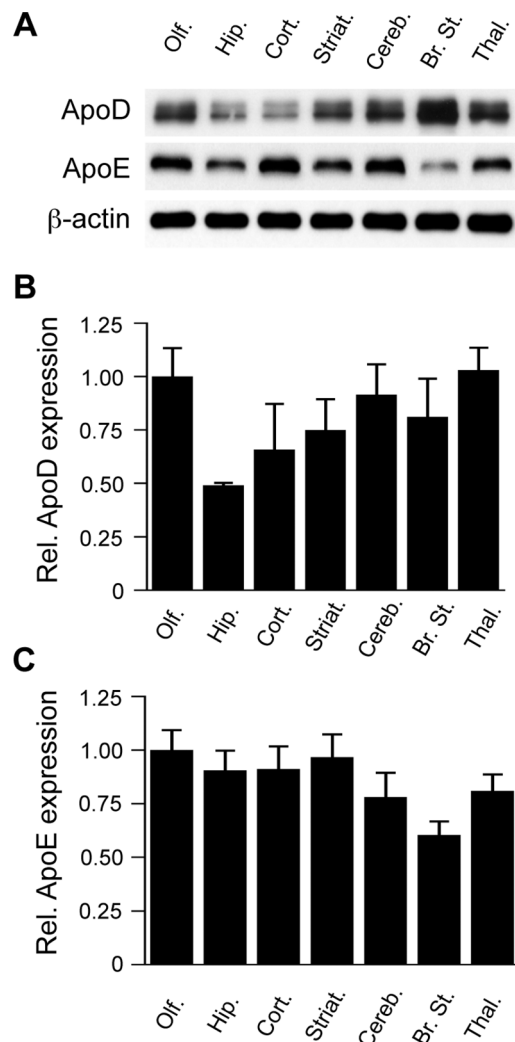 A
Olf. Hip. Cort. Striat. Cereb. Br. St. Thal.
ApoD
ApoE
β-actin
B
Rel. ApoD expression
1.25
1.00
0.75
0.50
0.25
0
Olf. Hip. Cort. Striat. Cereb. Br. St. Thal.
C
Rel. ApoE expression
1.25
1.00
0.75
0.50
0.25
0
Olf. Hip. Cort. Striat. Cereb. Br. St. Thal.